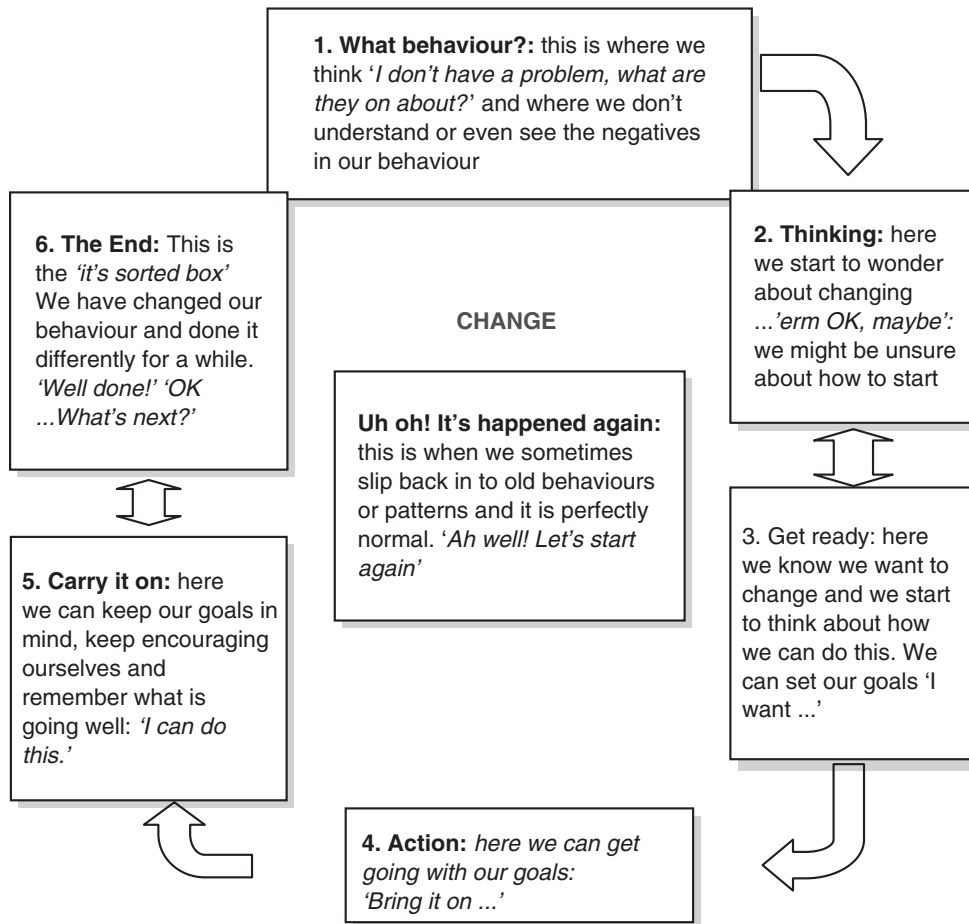 1. What behaviour?: this is where we
think ‘I don’t have a problem, what are
they on about?’ and where we don’t
understand or even see the negatives
in our behaviour
2. Thinking: here
we start to wonder
about changing
...’erm OK, maybe’:
we might be unsure
about how to start
3. Get ready: here
we know we want to
change and we start
to think about how
we can do this. We
can set our goals ‘I
want ...’
4. Action: here we can get
going with our goals:
‘Bring it on ...’
5. Carry it on: here
we can keep our goals in
mind, keep encouraging
ourselves and
remember what is
going well: ‘I can do
this.’
6. The End: This is
the ‘it’s sorted box’
We have changed our
behaviour and done it
differently for a while.
‘Well done!’ ‘OK
...What’s next?’
CHANGE
Uh oh! It’s happened again:
this is when we sometimes
slip back in to old behaviours
or patterns and it is perfectly
normal. ‘Ah well! Let’s start
again’